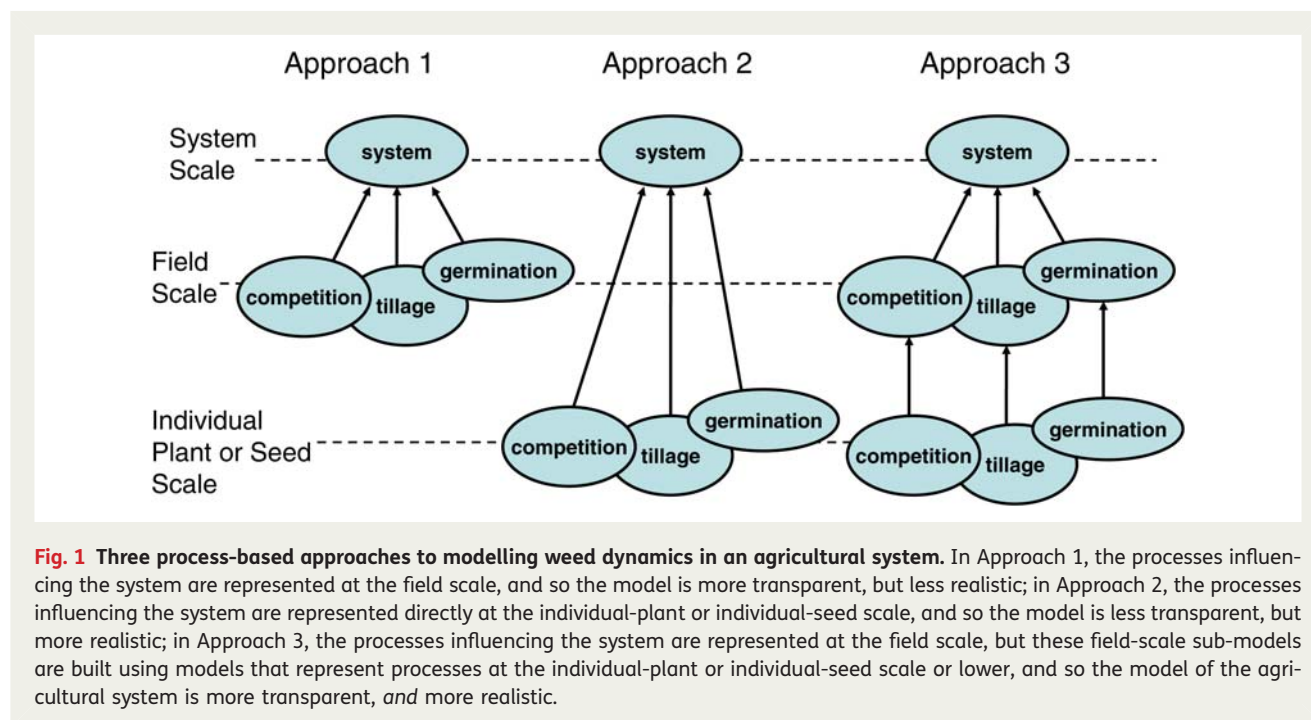 Approach 1 Approach 2 Approach 3
System
Scale
system system system
Field
Scale
competition tillage germination competition tillage germination
Individual
Plant or Seed
Scale
competition tillage germination competition tillage germination
Fig. 1 Three process-based approaches to modelling weed dynamics in an agricultural system. In Approach 1, the processes influen-
cing the system are represented at the field scale, and so the model is more transparent, but less realistic; in Approach 2, the processes
influencing the system are represented directly at the individual-plant or individual-seed scale, and so the model is less transparent, but
more realistic; in Approach 3, the processes influencing the system are represented at the field scale, but these field-scale sub-models
are built using models that represent processes at the individual-plant or individual-seed scale or lower, and so the model of the agri-
cultural system is more transparent, and more realistic.